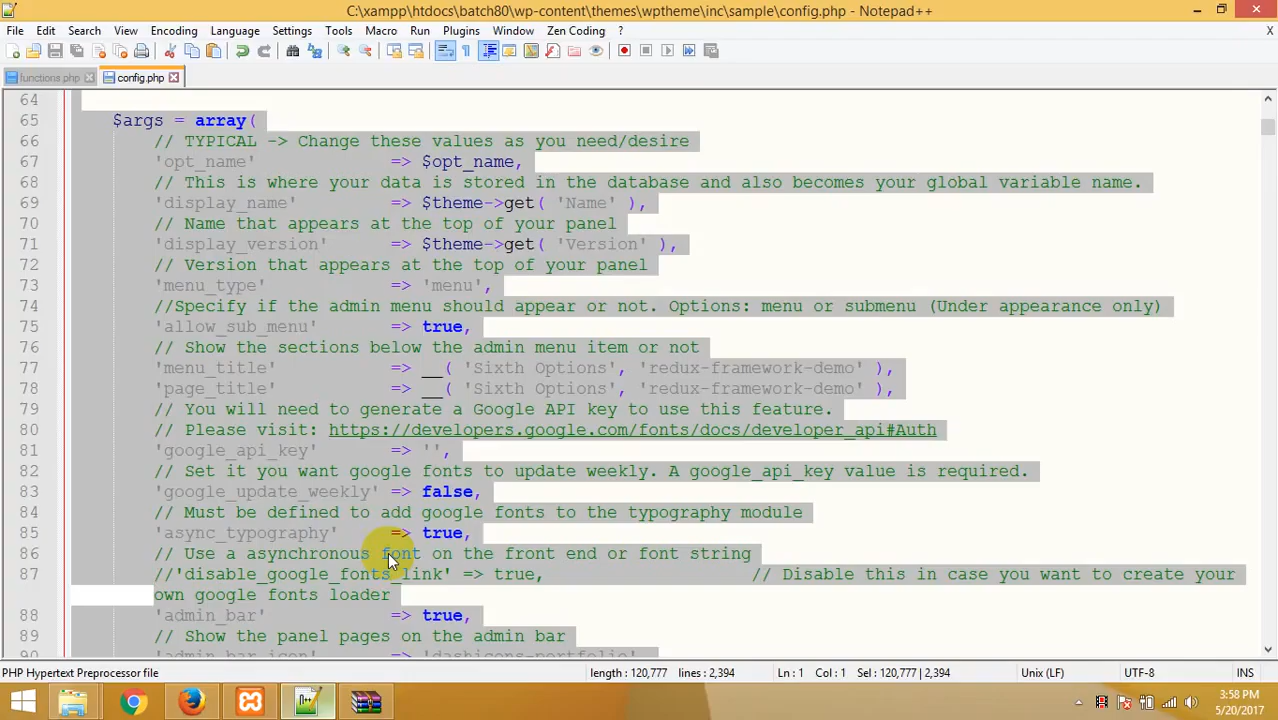 C:\xampp\htdocs\batch80\wp-content\themes\wptheme\inc\sample\config.php - Notepad++
File Edit Search View Encoding Language Settings Tools Macro Run Plugins Window Zen Coding ? X
functions.php config.php
64
65 $args = array(
66 // TYPICAL -> Change these values as you need/desire
67 'opt_name' => $opt_name,
68 // This is where your data is stored in the database and also becomes your global variable name.
69 'display_name' => $theme->get( 'Name' ),
70 // Name that appears at the top of your panel
71 'display_version' => $theme->get( 'Version' ),
72 // Version that appears at the top of your panel
73 'menu_type' => 'menu',
74 //Specify if the admin menu should appear or not. Options: menu or submenu (Under appearance only)
75 'allow_sub_menu' => true,
76 // Show the sections below the admin menu item or not
77 'menu_title' => __( 'Sixth Options', 'redux-framework-demo' ),
78 'page_title' => __( 'Sixth Options', 'redux-framework-demo' ),
79 // You will need to generate a Google API key to use this feature.
80 // Please visit: https://developers.google.com/fonts/docs/developer_api#Auth
81 'google_api_key' => '',
82 // Set it you want google fonts to update weekly. A google_api_key value is required.
83 'google_update_weekly' => false,
84 // Must be defined to add google fonts to the typography module
85 'async_typography' => true,
86 // Use a asynchronous font on the front end or font string
87 //'disable_google_fonts_link' => true, // Disable this in case you want to create your
own google fonts loader
88 'admin_bar' => true,
89 // Show the panel pages on the admin bar
90 'admin_bar_icon' => 'dashicons-portfolio'
PHP Hypertext Preprocessor file length : 120,777 lines : 2,394 Ln : 1 Col : 1 Sel : 120,777 | 2,394 Unix (LF) UTF-8 INS
3:58 PM
5/20/2017